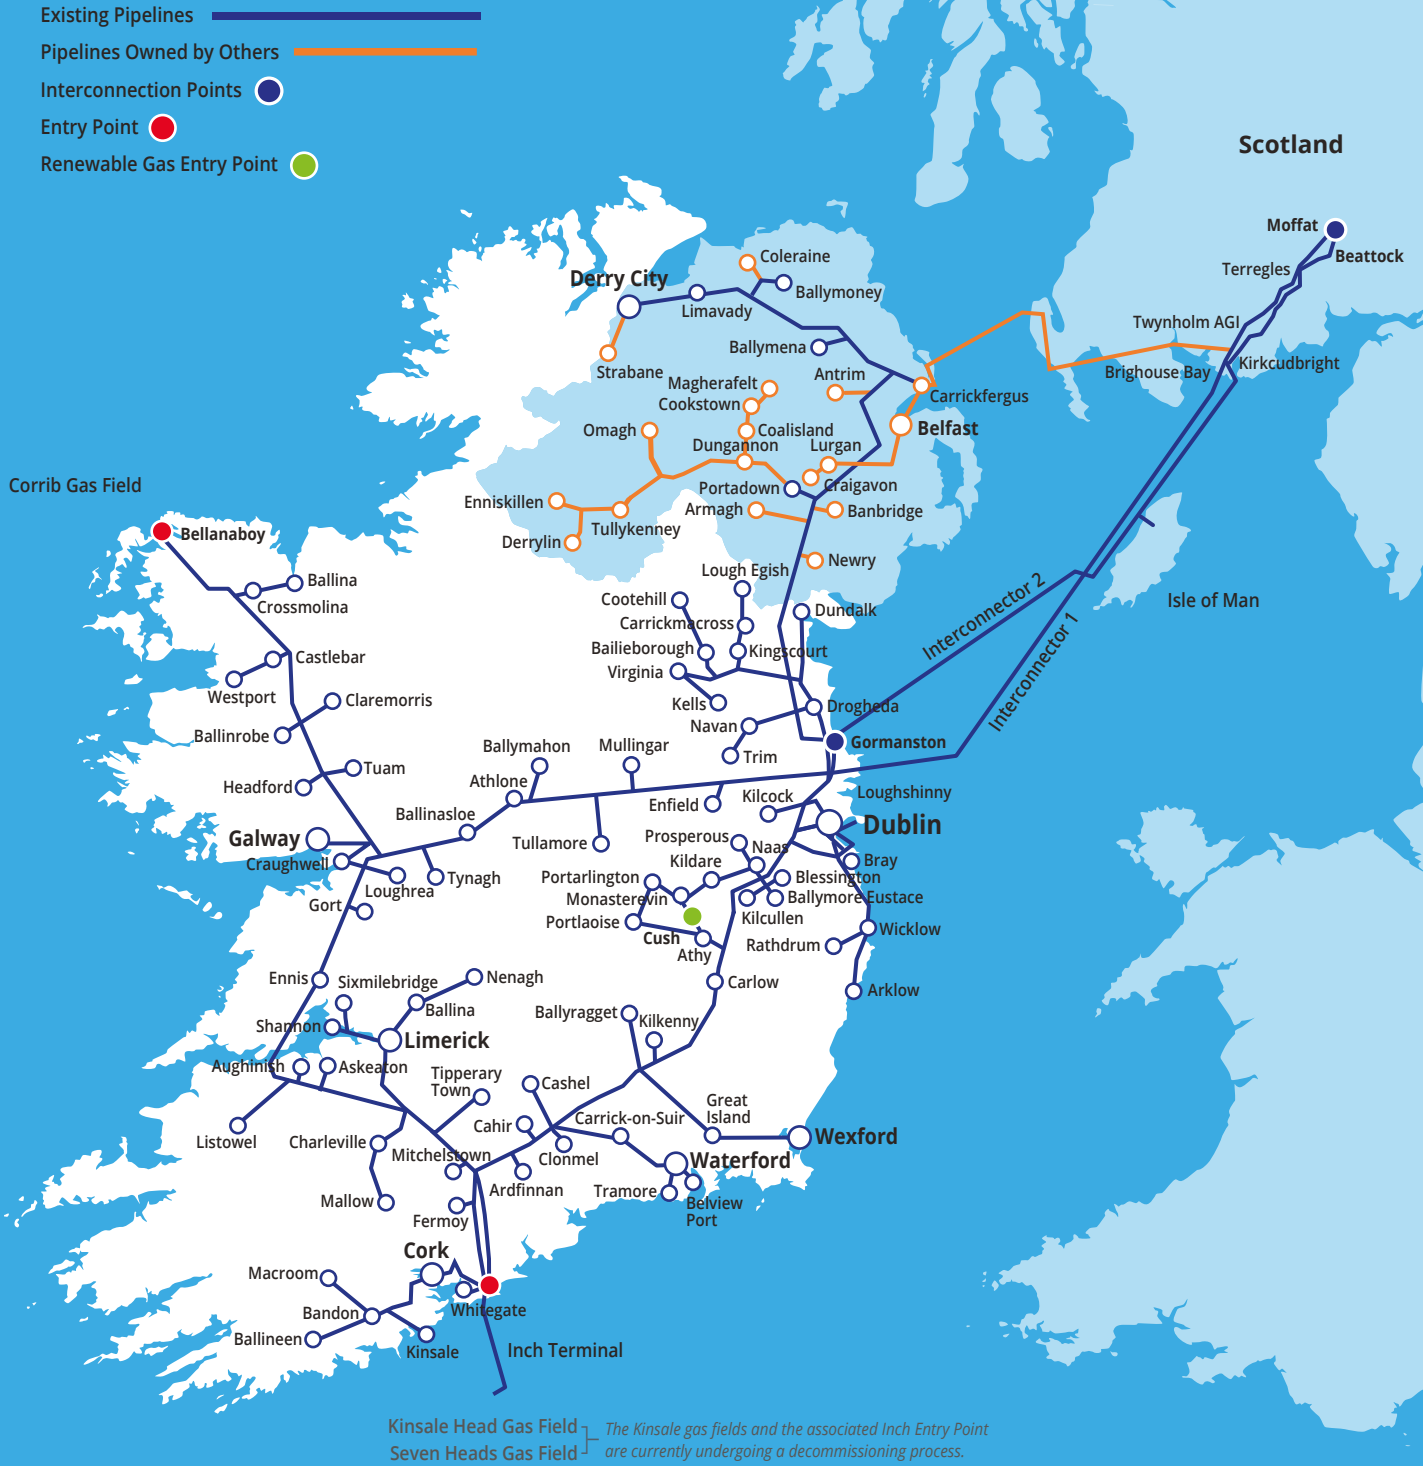 Existing Pipelines
Pipelines Owned by Others
Interconnection Points
Entry Point
Renewable Gas Entry Point
Scotland
Moffat
Beattock
Terregles
Twynholm AGI
Brighouse Bay
Kirkcudbright
Coleraine
Derry City
Ballymoney
Limavady
Ballymena
Strabane
Antrim
Magherafelt
Cookstown
Carrickfergus
Omagh
Coalisland
Belfast
Dungannon
Lurgan
Corrib Gas Field
Portadown
Craigavon
Enniskillen
Armagh
Banbridge
Tullykenney
Bellanaboy
Derrylin
Newry
Lough Egish
Ballina
Crossmolina
Cootehill
Dundalk
Isle of Man
Interconnector 2
Interconnector 1
Carrickmacross
Bailieborough
Kingscourt
Castlebar
Virginia
Westport
Claremorris
Kells
Drogheda
Navan
Ballinrobe
Gormanston
Ballymahon
Mullingar
Trim
Tuam
Headford
Athlone
Loughshinny
Enfield
Kilcock
Ballinasloe
Dublin
Galway
Tullamore
Prosperous
Naas
Craughwell
Kildare
Bray
Loughrea
Tynagh
Portarlington
Blessington
Monasterevin
Ballymore Eustace
Gort
Kilcullen
Portlaoise
Cush
Wicklow
Rathdrum
Athy
Ennis
Sixmilebridge
Nenagh
Carlow
Arklow
Ballina
Ballyragget
Kilkenny
Shannon
Limerick
Aughinish
Askeaton
Tipperary
Town
Cashel
Great
Island
Carrick-on-Suir
Cahir
Listowel
Charleville
Wexford
Mitchelstown
Clonmel
Waterford
Ardfinnan
Tramore
Belview
Port
Mallow
Fermoy
Cork
Macroom
Whitegate
Bandon
Ballineen
Kinsale
Inch Terminal
Kinsale Head Gas Field
Seven Heads Gas Field
The Kinsale gas fields and the associated Inch Entry Point
are currently undergoing a decommissioning process.